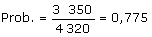 Prob. = 3 350 / 4 320 = 0,775